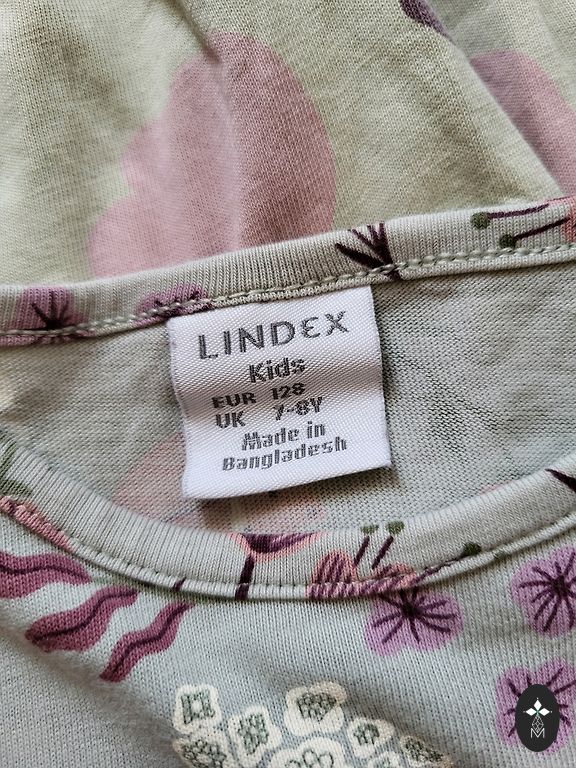 LINDEX
Kids
EUR 128
UK 7-8Y
Made in
Bangladesh
M